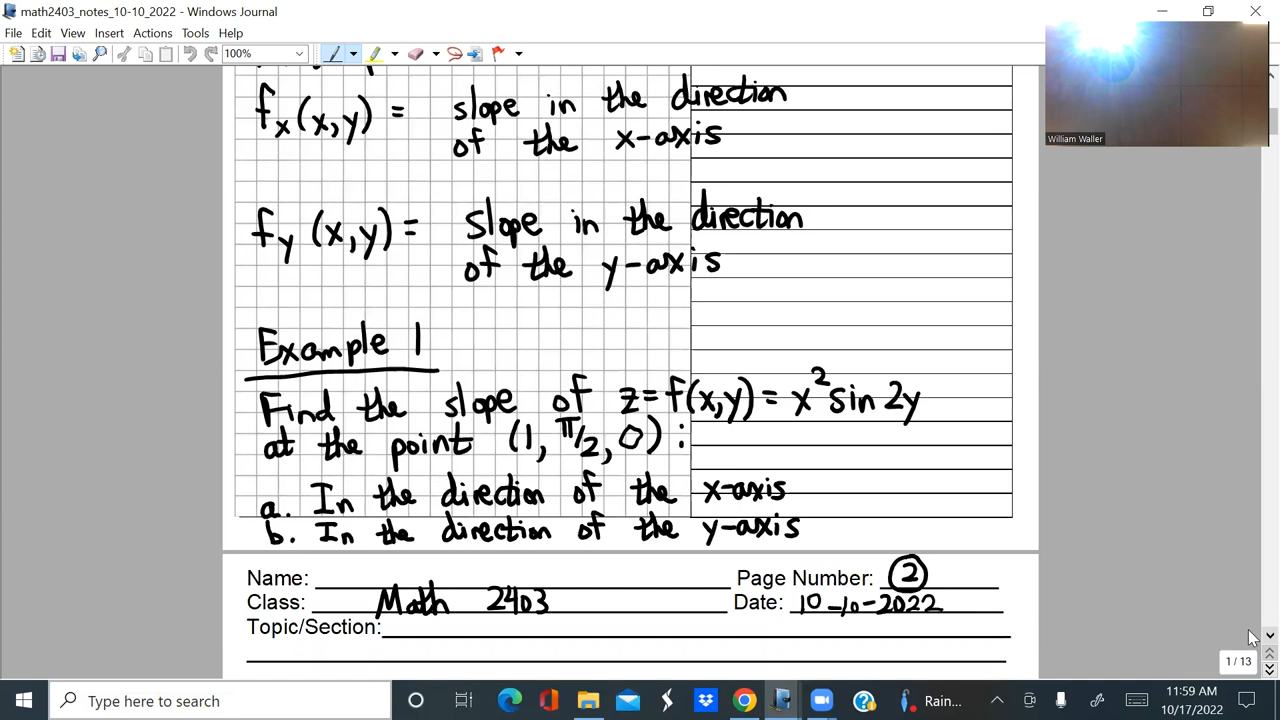 math2403_notes_10-10_2022 - Windows Journal
File Edit View Insert Actions Tools Help
100%
William Waller
fx(x,y) = slope in the direction
of the x-axis
fy (x,y) = slope in the direction
of the y-axis
Example 1
Find the slope of z = f(x,y) = x² sin 2y
at the point (1, π/2, 0) :
a. In the direction of the x-axis
b. In the direction of the y-axis
Name: Page Number: 2
Class: Math 2403 Date: 10-10-2022
Topic/Section:
1 / 13
Type here to search
Rain...
11:59 AM
10/17/2022